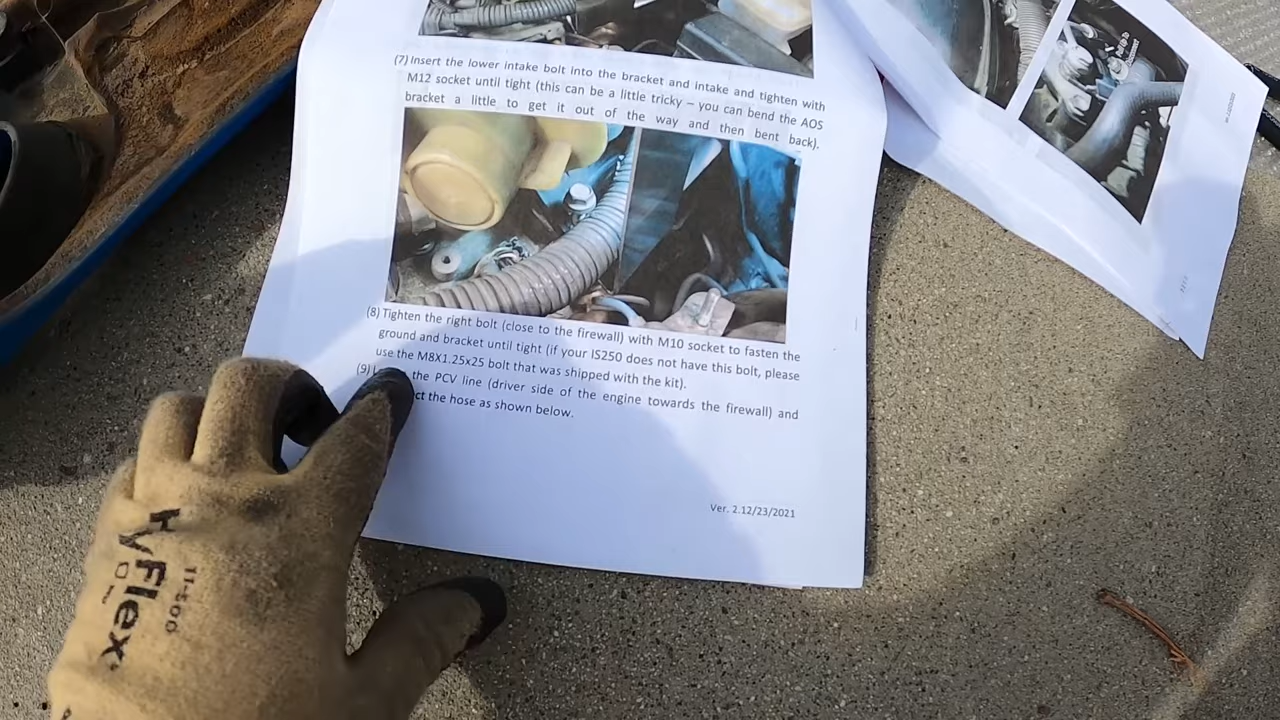 (7) Insert the lower intake bolt into the bracket and intake and tighten with
M12 socket until tight (this can be a little tricky – you can bend the AOS
bracket a little to get it out of the way and then bent back).
(8) Tighten the right bolt (close to the firewall) with M10 socket to fasten the
ground and bracket until tight (if your IS250 does not have this bolt, please
use the M8X1.25x25 bolt that was shipped with the kit).
(9) the PCV line (driver side of the engine towards the firewall) and
ct the hose as shown below.
Ver. 2.12/23/2021
HyFlex